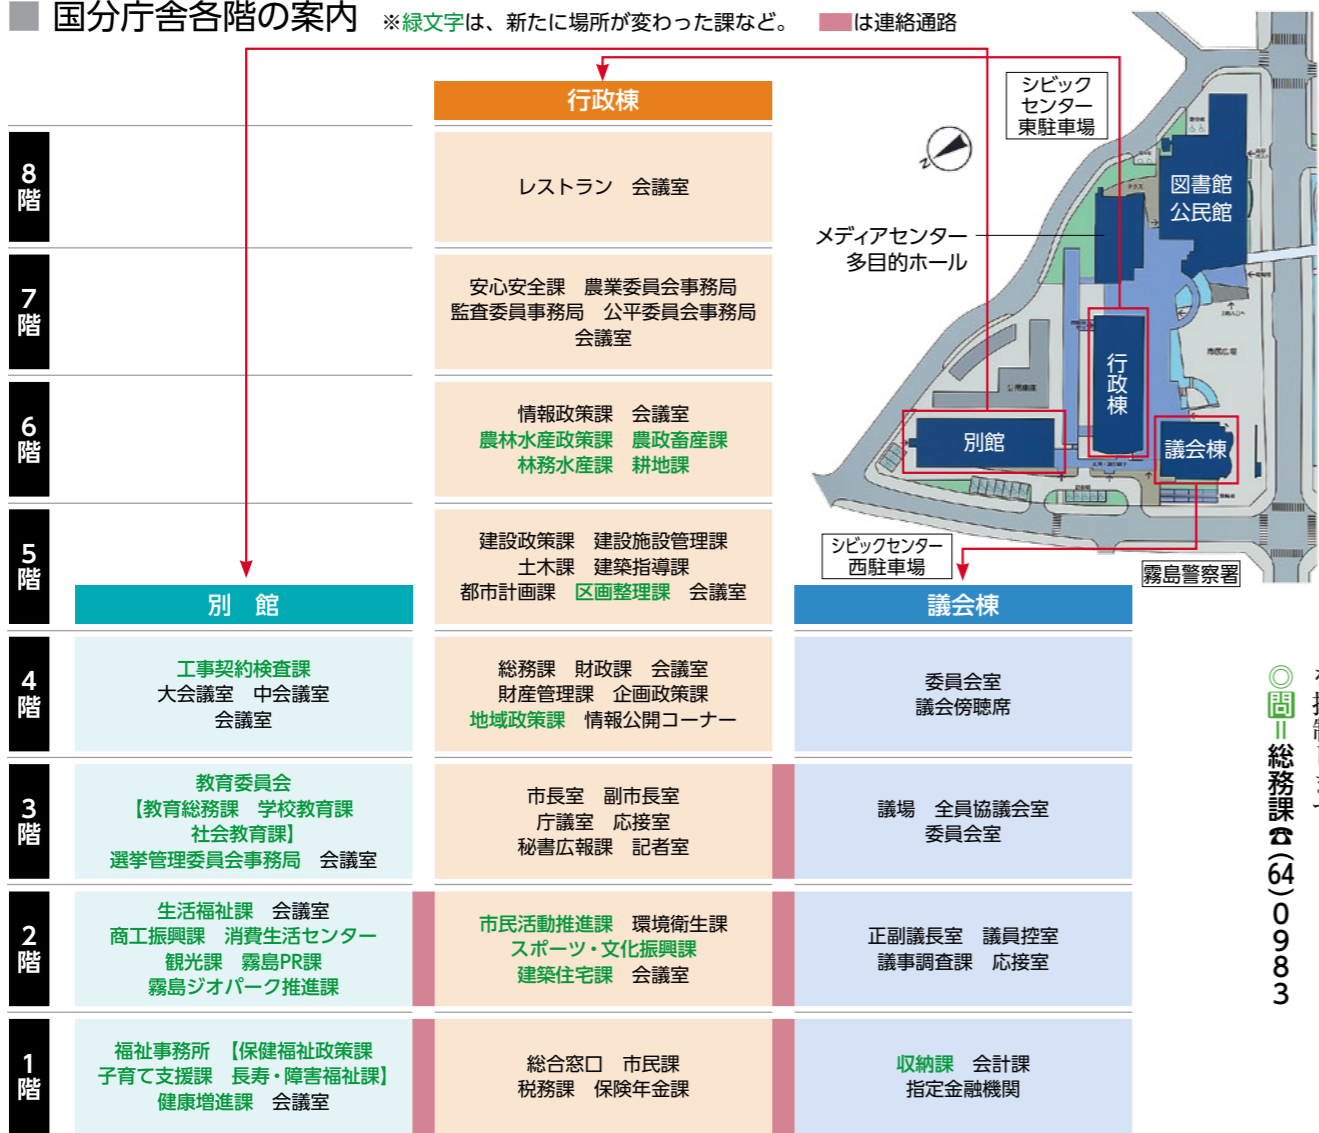 国分庁舎各階の案内 ※緑文字は、新たに場所が変わった課など。 は連絡通路
行政棟
8階
レストラン 会議室
7階
安心安全課 農業委員会事務局
監査委員事務局 公平委員会事務局
会議室
6階
情報政策課 会議室
農林水産政策課 農政畜産課
林務水産課 耕地課
5階
建設政策課 建設施設管理課
土木課 建築指導課
都市計画課 区画整理課 会議室
別 館
議会棟
4階
工事契約検査課
大会議室 中会議室
会議室
総務課 財政課 会議室
財産管理課 企画政策課
地域政策課 情報公開コーナー
委員会室
議会傍聴席
3階
教育委員会
【教育総務課 学校教育課
社会教育課】
選挙管理委員会事務局 会議室
市長室 副市長室
庁議室 応接室
秘書広報課 記者室
議場 全員協議会室
委員会室
2階
生活福祉課 会議室
商工振興課 消費生活センター
観光課 霧島PR課
霧島ジオパーク推進課
市民活動推進課 環境衛生課
スポーツ・文化振興課
建築住宅課 会議室
正副議長室 議員控室
議事調査課 応接室
1階
福祉事務所 【保健福祉政策課
子育て支援課 長寿・障害福祉課】
健康増進課 会議室
総合窓口 市民課
税務課 保険年金課
収納課 会計課
指定金融機関
シビック
センター
東駐車場
図書館
公民館
メディアセンター
多目的ホール
テラス
行政棟
別館
議会棟
シビックセンター
西駐車場
霧島警察署
◎問=総務課☎(64)0983